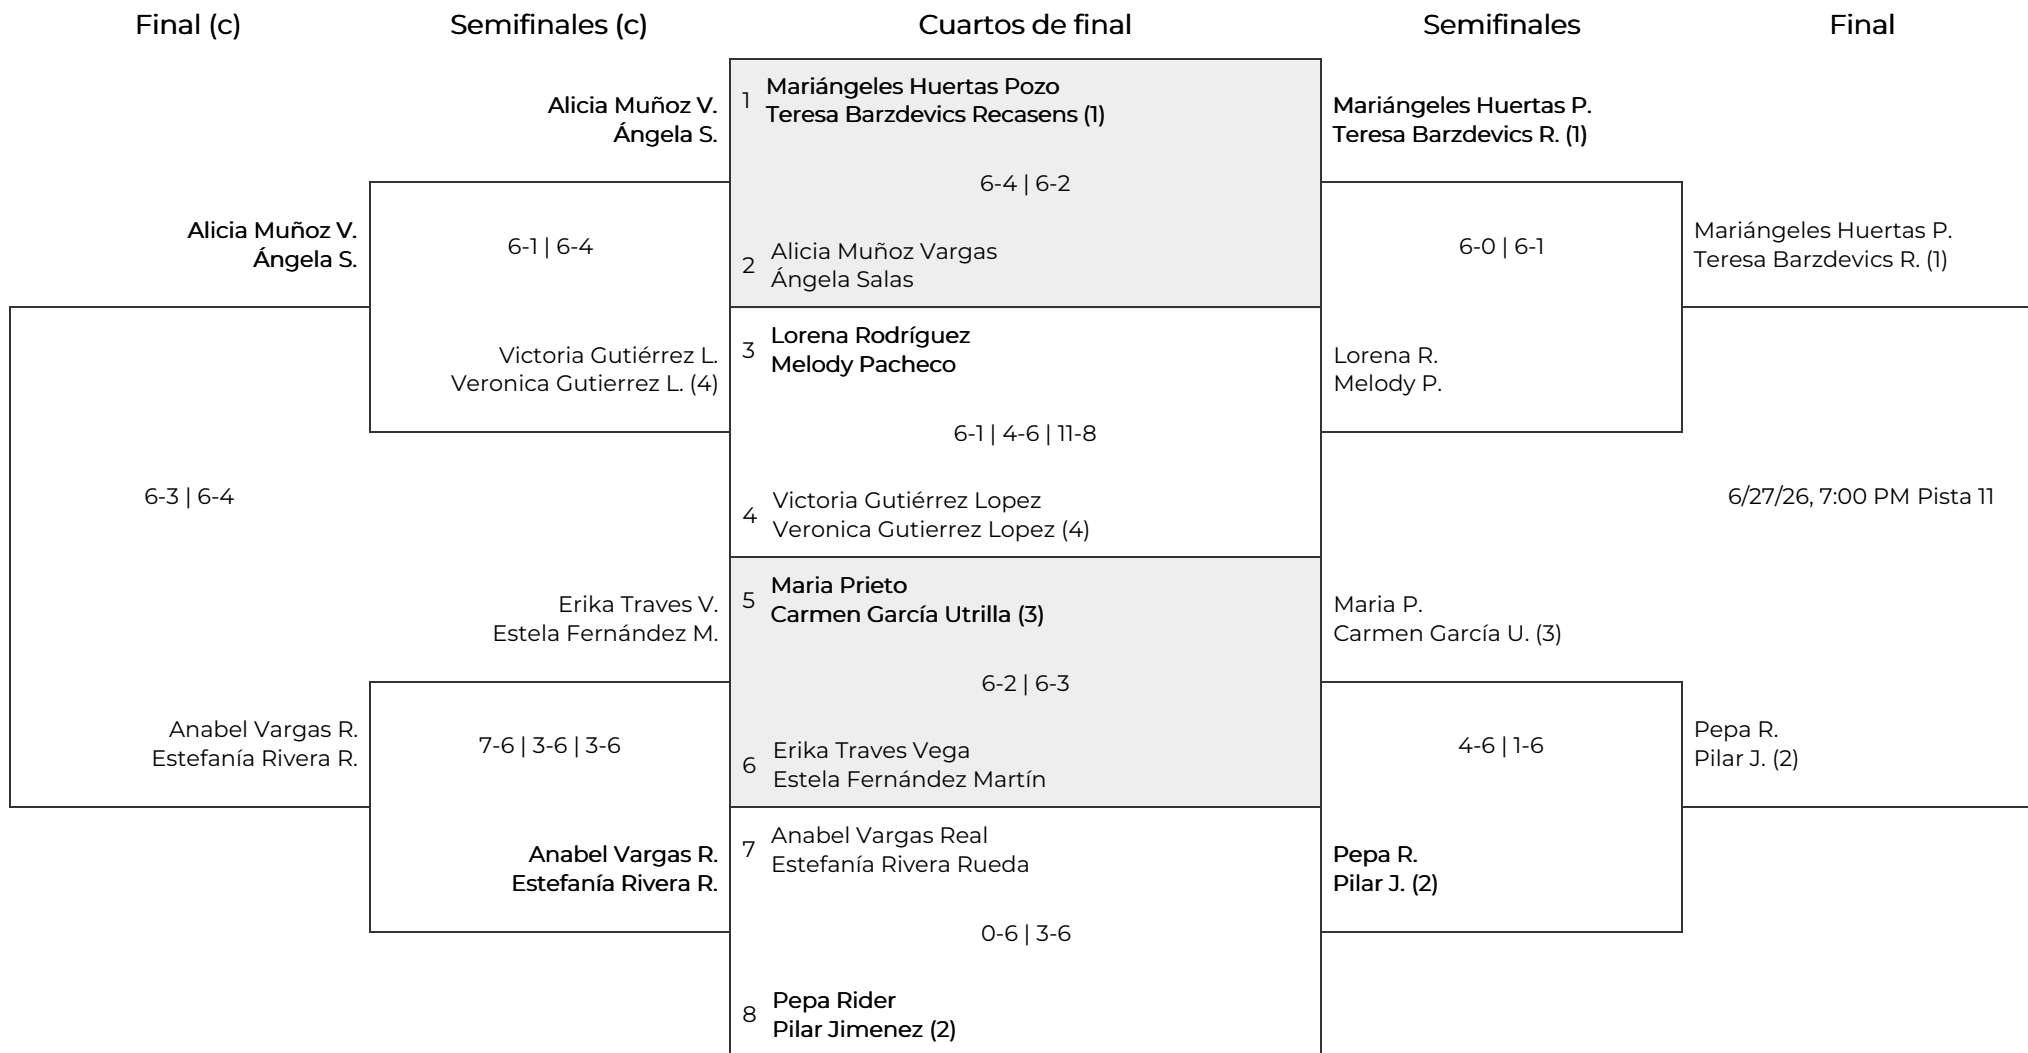 Final (c)
Semifinales (c)
Cuartos de final
Semifinales
Final
Alicia Muñoz V.
Ángela S.
6-3 | 6-4
Anabel Vargas R.
Estefanía Rivera R.
Alicia Muñoz V.
Ángela S.
6-1 | 6-4
Victoria Gutiérrez L.
Veronica Gutierrez L. (4)
Erika Traves V.
Estela Fernández M.
7-6 | 3-6 | 3-6
Anabel Vargas R.
Estefanía Rivera R.
1 Mariángeles Huertas Pozo
Teresa Barzdevics Recasens (1)
6-4 | 6-2
2 Alicia Muñoz Vargas
Ángela Salas
3 Lorena Rodríguez
Melody Pacheco
6-1 | 4-6 | 11-8
4 Victoria Gutiérrez Lopez
Veronica Gutierrez Lopez (4)
5 Maria Prieto
Carmen García Utrilla (3)
6-2 | 6-3
6 Erika Traves Vega
Estela Fernández Martín
7 Anabel Vargas Real
Estefanía Rivera Rueda
0-6 | 3-6
8 Pepa Rider
Pilar Jimenez (2)
Mariángeles Huertas P.
Teresa Barzdevics R. (1)
6-0 | 6-1
Lorena R.
Melody P.
Maria P.
Carmen García U. (3)
4-6 | 1-6
Pepa R.
Pilar J. (2)
Mariángeles Huertas P.
Teresa Barzdevics R. (1)
6/27/26, 7:00 PM Pista 11
Pepa R.
Pilar J. (2)